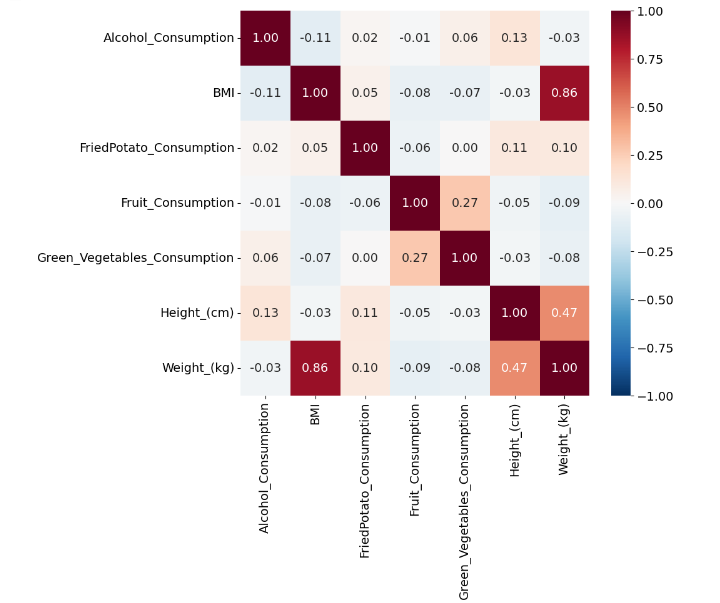 Alcohol_Consumption 1.00 -0.11 0.02 -0.01 0.06 0.13 -0.03
BMI -0.11 1.00 0.05 -0.08 -0.07 -0.03 0.86
FriedPotato_Consumption 0.02 0.05 1.00 -0.06 0.00 0.11 0.10
Fruit_Consumption -0.01 -0.08 -0.06 1.00 0.27 -0.05 -0.09
Green_Vegetables_Consumption 0.06 -0.07 0.00 0.27 1.00 -0.03 -0.08
Height_(cm) 0.13 -0.03 0.11 -0.05 -0.03 1.00 0.47
Weight_(kg) -0.03 0.86 0.10 -0.09 -0.08 0.47 1.00
Alcohol_Consumption
BMI
FriedPotato_Consumption
Fruit_Consumption
Green_Vegetables_Consumption
Height_(cm)
Weight_(kg)
1.00
0.75
0.50
0.25
0.00
−0.25
−0.50
−0.75
−1.00